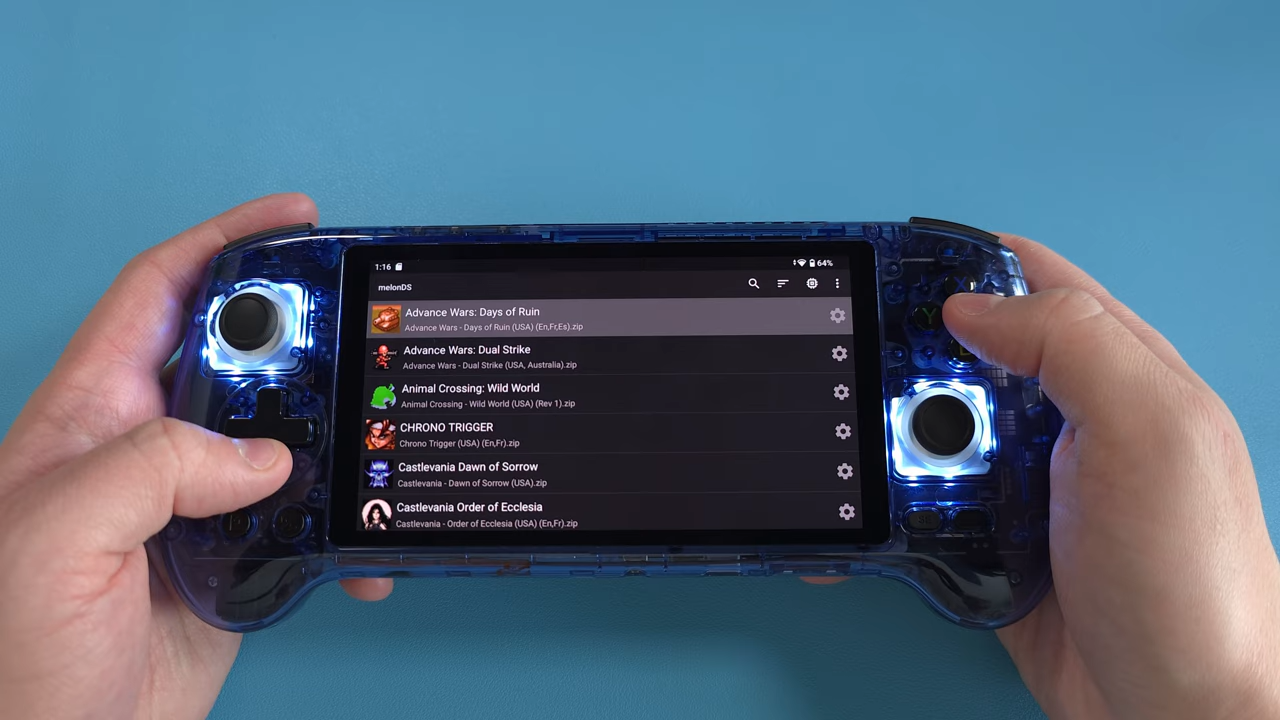 1:16
64%
melonDS
Advance Wars: Days of Ruin
Advance Wars - Days of Ruin (USA) (En,Fr,Es).zip
Advance Wars: Dual Strike
Advance Wars - Dual Strike (USA, Australia).zip
Animal Crossing: Wild World
Animal Crossing - Wild World (USA) (Rev 1).zip
CHRONO TRIGGER
Chrono Trigger (USA) (En,Fr).zip
Castlevania Dawn of Sorrow
Castlevania - Dawn of Sorrow (USA).zip
Castlevania Order of Ecclesia
Castlevania - Order of Ecclesia (USA) (En,Fr).zip
X
Y